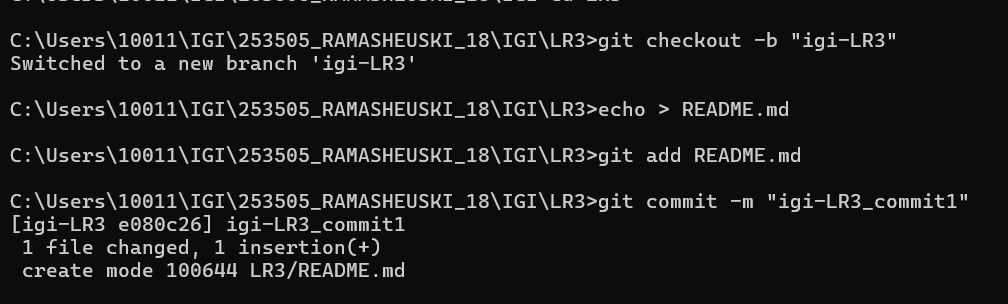 C:\Users\10011\IGI\253505_RAMASHEUSKI_18\IGI\LR3>git checkout -b "igi-LR3"
Switched to a new branch 'igi-LR3'
C:\Users\10011\IGI\253505_RAMASHEUSKI_18\IGI\LR3>echo > README.md
C:\Users\10011\IGI\253505_RAMASHEUSKI_18\IGI\LR3>git add README.md
C:\Users\10011\IGI\253505_RAMASHEUSKI_18\IGI\LR3>git commit -m "igi-LR3_commit1"
[igi-LR3 e080c26] igi-LR3_commit1
1 file changed, 1 insertion(+)
create mode 100644 LR3/README.md